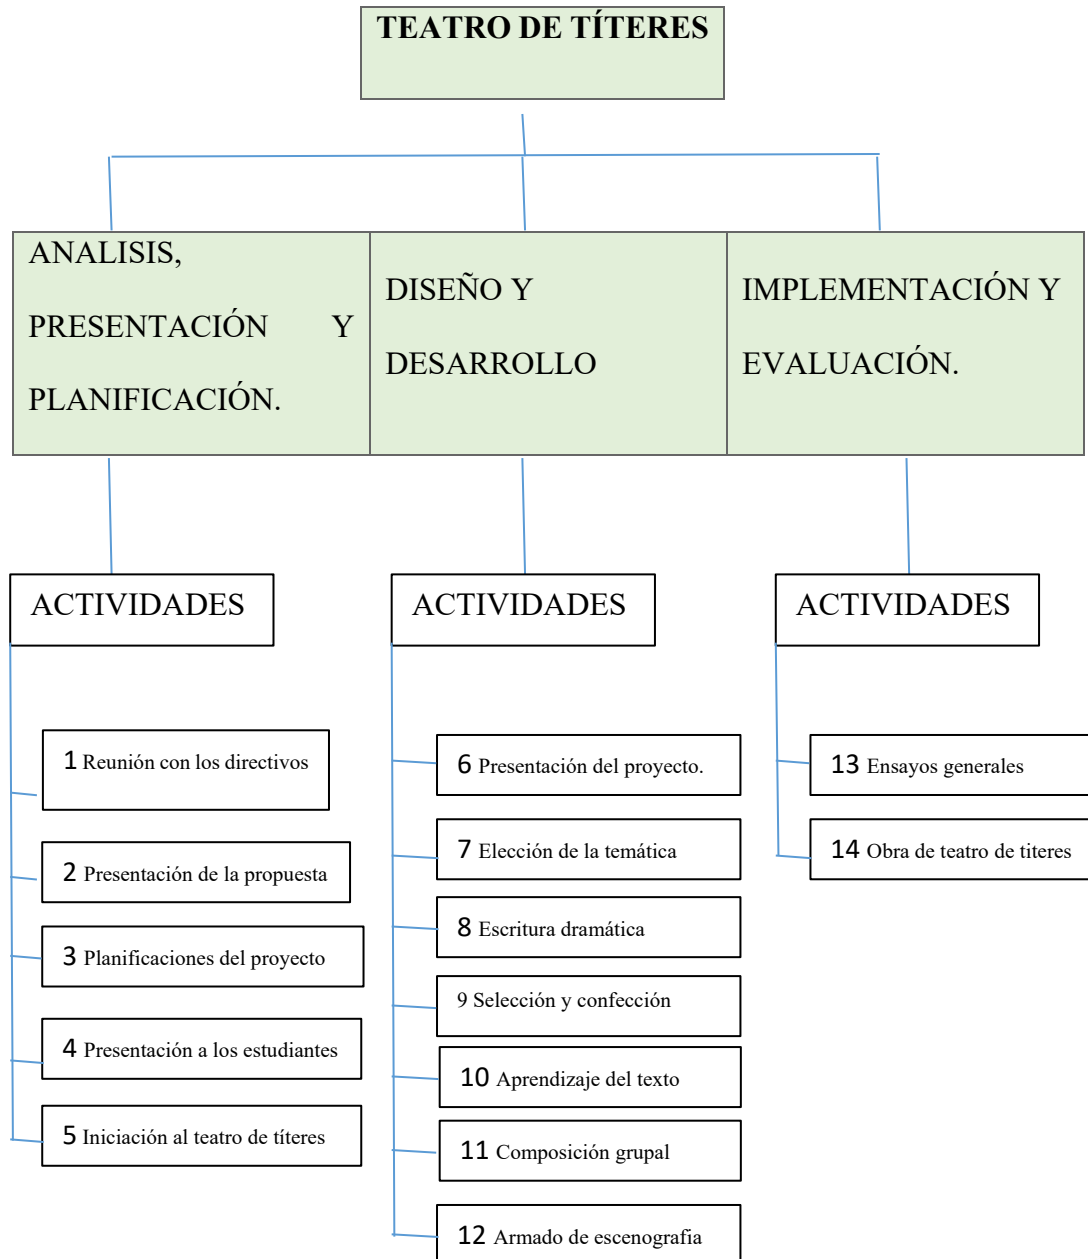 TEATRO DE TÍTERES
ANALISIS,
PRESENTACIÓN Y
PLANIFICACIÓN.
DISEÑO Y
DESARROLLO
IMPLEMENTACIÓN Y
EVALUACIÓN.
ACTIVIDADES
1 Reunión con los directivos
2 Presentación de la propuesta
3 Planificaciones del proyecto
4 Presentación a los estudiantes
5 Iniciación al teatro de títeres
ACTIVIDADES
6 Presentación del proyecto.
7 Elección de la temática
8 Escritura dramática
9 Selección y confección
10 Aprendizaje del texto
11 Composición grupal
12 Armado de escenografia
ACTIVIDADES
13 Ensayos generales
14 Obra de teatro de titeres